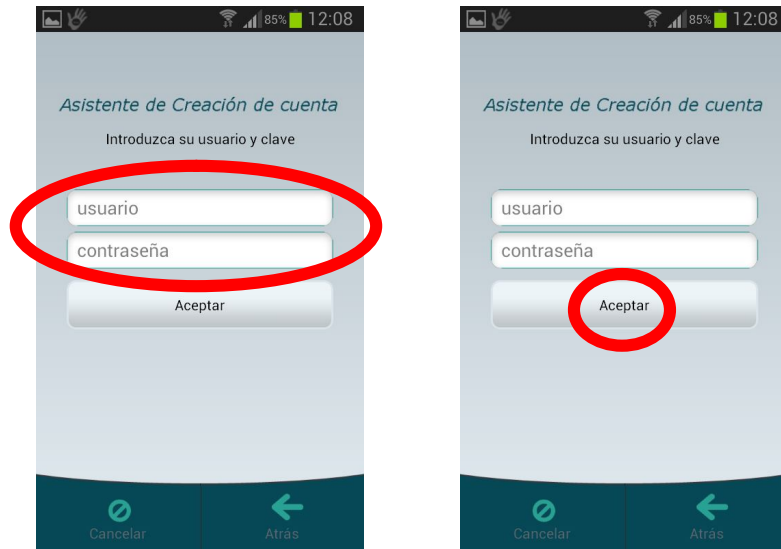 85% 12:08
Asistente de Creación de cuenta
Introduzca su usuario y clave
usuario
contraseña
Aceptar
Cancelar Atrás
85% 12:08
Asistente de Creación de cuenta
Introduzca su usuario y clave
usuario
contraseña
Aceptar
Cancelar Atrás